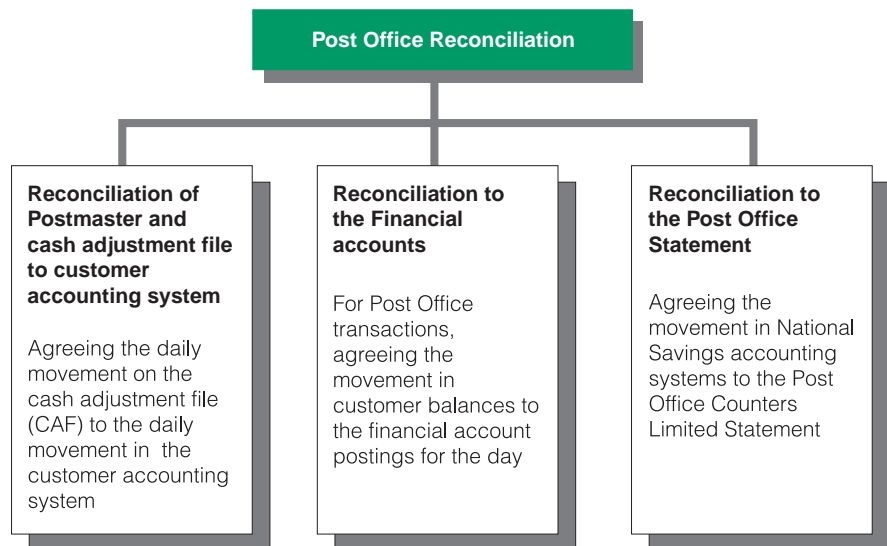 Post Office Reconciliation
Reconciliation of
Postmaster and
cash adjustment file
to customer
accounting system
Agreeing the daily
movement on the
cash adjustment file
(CAF) to the daily
movement in the
customer accounting
system
Reconciliation to
the Financial
accounts
For Post Office
transactions,
agreeing the
movement in
customer balances to
the financial account
postings for the day
Reconciliation to
the Post Office
Statement
Agreeing the
movement in National
Savings accounting
systems to the Post
Office Counters
Limited Statement